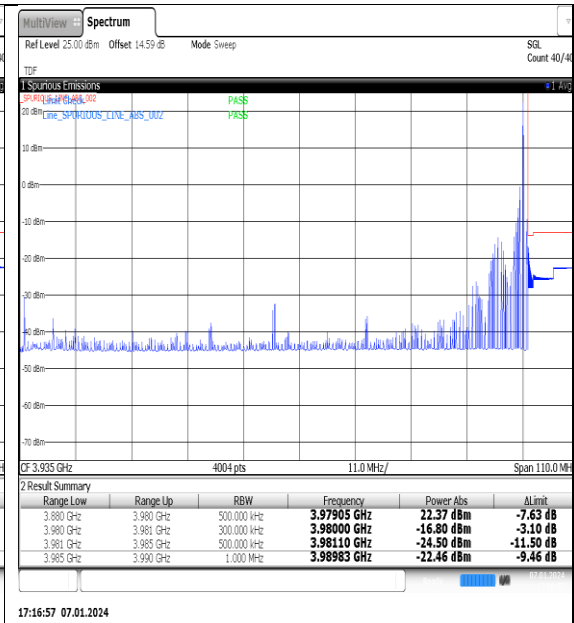 MultiView Spectrum
Ref Level 25.00 dBm Offset 14.59 dB Mode Sweep SGL
Count 40/40
TDF
1 Spurious Emissions 1 Avg
Limit Check PASS
20 dBm Line_SPURIOUS_LINE_ABS_002 PASS
10 dBm
0 dBm
-10 dBm
-20 dBm
-30 dBm
-40 dBm
-50 dBm
-60 dBm
-70 dBm
CF 3.935 GHz 4004 pts 11.0 MHz/ Span 110.0 MH
2 Result Summary
Range Low Range Up RBW Frequency Power Abs ΔLimit
3.880 GHz 3.980 GHz 500.000 kHz 3.97905 GHz 22.37 dBm -7.63 dB
3.980 GHz 3.981 GHz 300.000 kHz 3.98000 GHz -16.80 dBm -3.10 dB
3.981 GHz 3.985 GHz 500.000 kHz 3.98110 GHz -24.50 dBm -11.50 dB
3.985 GHz 3.990 GHz 1.000 MHz 3.98983 GHz -22.46 dBm -9.46 dB
07.01.2024
17:16:57 07.01.2024